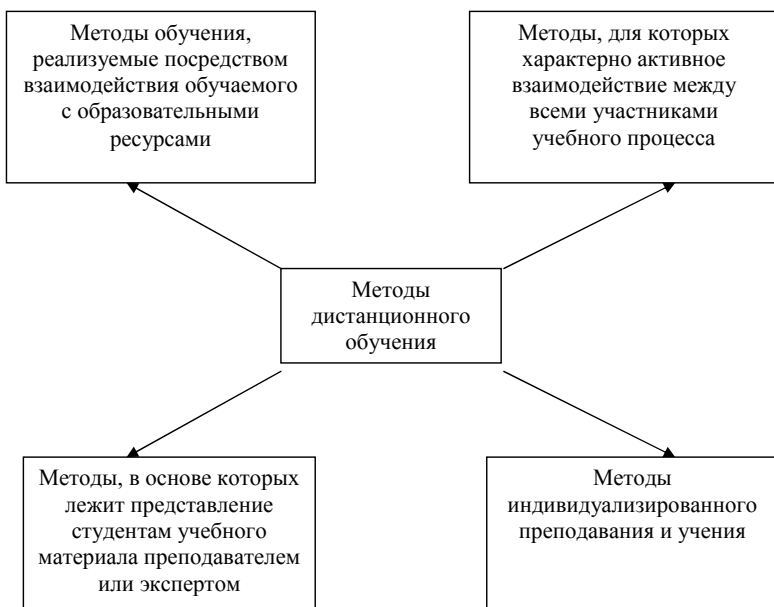 Методы обучения,
реализуемые посредством
взаимодействия обучаемого
с образовательными
ресурсами
Методы, для которых
характерно активное
взаимодействие между
всеми участниками
учебного процесса
Методы
дистанционного
обучения
Методы, в основе которых
лежит представление
студентам учебного
материала преподавателем
или экспертом
Методы
индивидуализированного
преподавания и учения